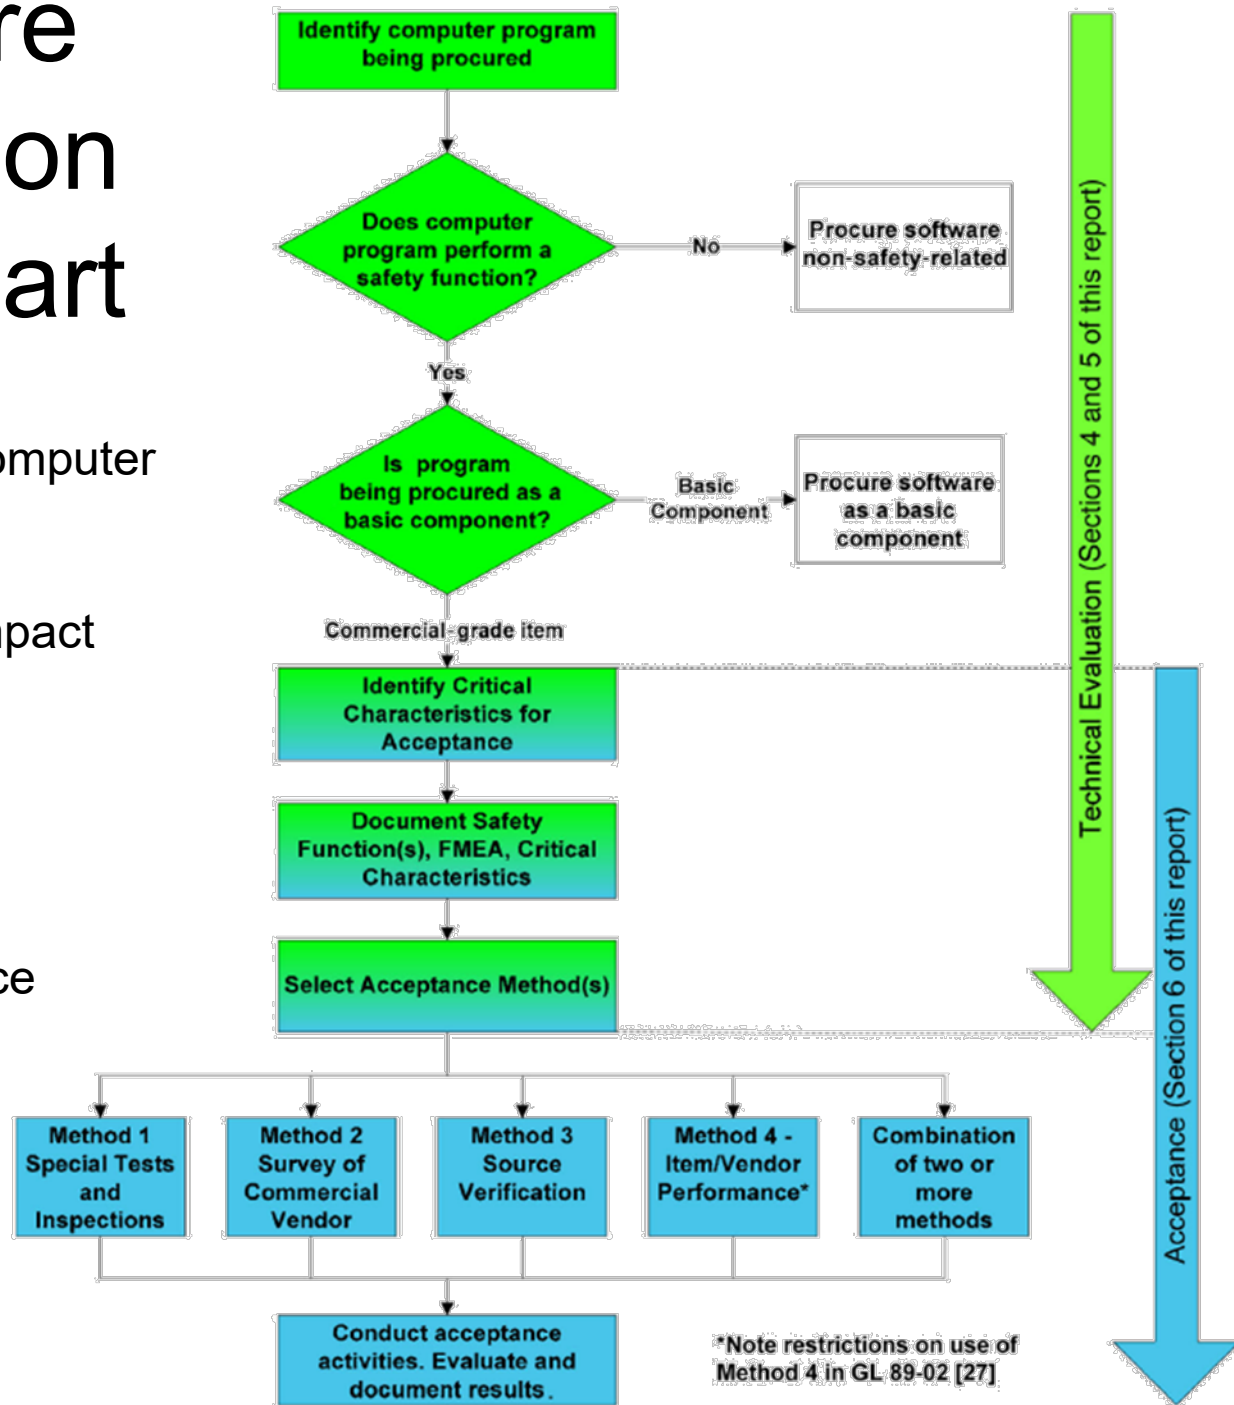 re
on
art
omputer
npact
ce
Identify computer program
being procured
Does computer
program perform a
safety function?
No
Procure software
non-safety-related
Yes
Is program
being procured as a
basic component?
Basic
Component
Procure software
as a basic
component
Commercial-grade item
Identify Critical
Characteristics for
Acceptance
Document Safety
Function(s), FMEA, Critical
Characteristics
Select Acceptance Method(s)
Method 1
Special Tests
and
Inspections
Method 2
Survey of
Commercial
Vendor
Method 3
Source
Verification
Method 4 -
Item/Vendor
Performance*
Combination
of two or
more
methods
Conduct acceptance
activities. Evaluate and
document results.
*Note restrictions on use of
Method 4 in GL 89-02 [27]
Technical Evaluation (Sections 4 and 5 of this report)
Acceptance (Section 6 of this report)